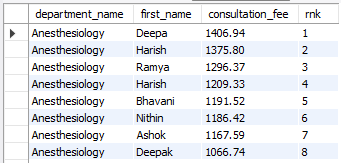 department_name first_name consultation_fee rnk
Anesthesiology Deepa 1406.94 1
Anesthesiology Harish 1375.80 2
Anesthesiology Ramya 1296.37 3
Anesthesiology Harish 1209.33 4
Anesthesiology Bhavani 1191.52 5
Anesthesiology Nithin 1186.42 6
Anesthesiology Ashok 1167.59 7
Anesthesiology Deepak 1066.74 8